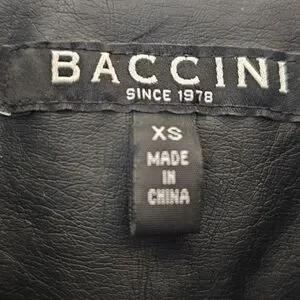 BACCINI
SINCE 1978
XS
MADE
IN
CHINA